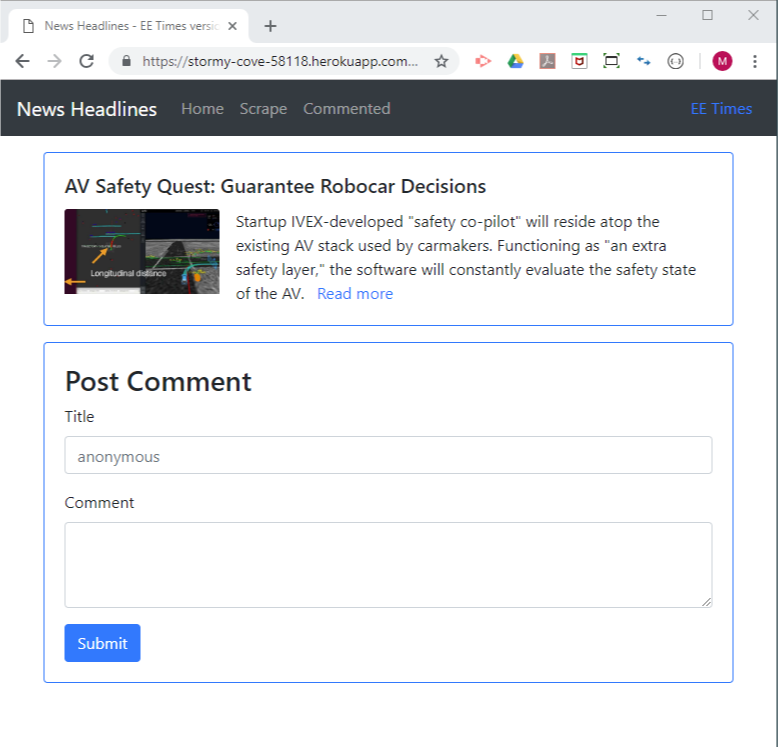 News Headlines - EE Times versi
https://stormy-cove-58118.herokuapp.com...
M
News Headlines Home Scrape Commented EE Times
AV Safety Quest: Guarantee Robocar Decisions
Longitudinal distance
Startup IVEX-developed "safety co-pilot" will reside atop the
existing AV stack used by carmakers. Functioning as "an extra
safety layer," the software will constantly evaluate the safety state
of the AV. Read more
Post Comment
Title
anonymous
Comment
Submit